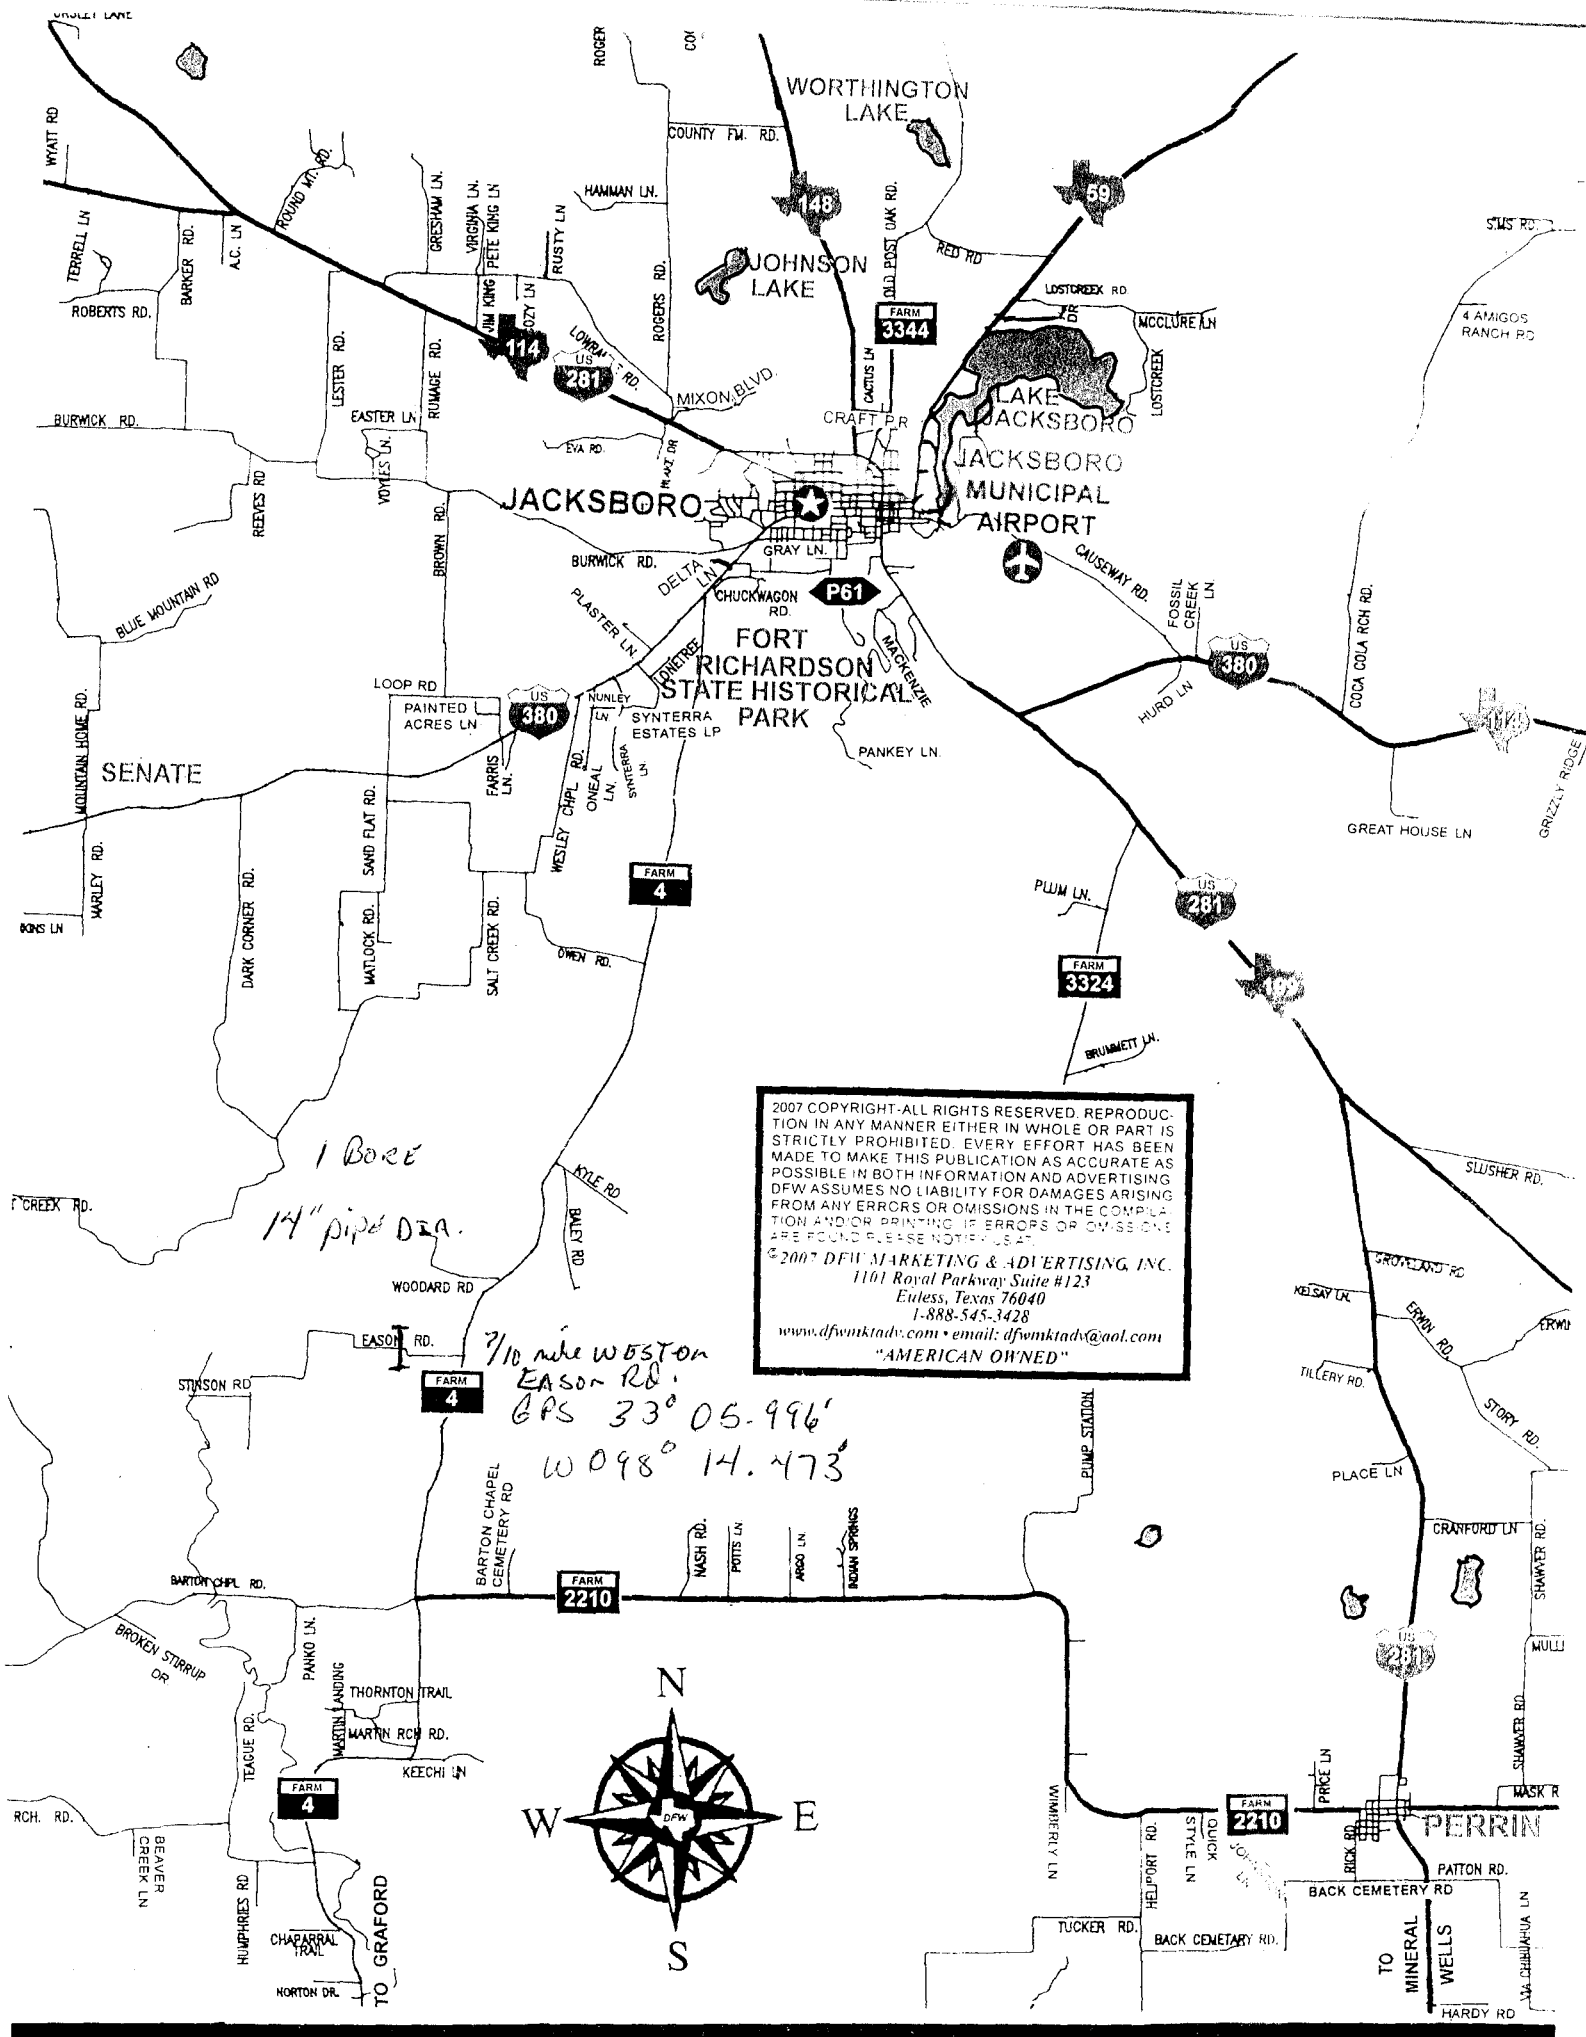 WYATT RD
TERRELL LN
ROBERTS RD.
BARKER RD.
A.C. LN
ROUND MT. RD.
GRESHAM LN.
VIRGINIA LN.
PETE KING LN
JIM KING
RUSTY LN
HAMMAN LN.
COUNTY FM. RD.
ROGER
ROGERS RD.
WORTHINGTON
LAKE
148
59
OLD POST OAK RD.
RED RD
JOHNSON
LAKE
FARM
3344
LOSTCREEK RD.
DR
MCCLURE LN
LOSTCREEK
SIMS RD.
4 AMIGOS
RANCH RD
114
US
281
LESTER RD.
RUMAGE RD.
EASTER LN
VOYLES LN.
BURWICK RD.
REEVES RD
MIXON BLVD.
EVA RD.
BLAKE DR
CACTUS LN
CRAFT PR
LAKE
JACKSBORO
JACKSBORO
MUNICIPAL
AIRPORT
JACKSBORO
GRAY LN.
BURWICK RD.
DELTA
LN
CHUCKWAGON
RD.
P61
PLASTER LN.
LONETREE
FORT
RICHARDSON
STATE HISTORICAL
PARK
MACKENZIE
PANKEY LN.
CAUSEWAY RD.
FOSSIL
CREEK
LN.
US
380
HURD LN
COCA COLA RCH RD.
114
GREAT HOUSE LN
GRIZZLY RIDGE
BROWN RD.
BLUE MOUNTAIN RD
MOUNTAIN HOME RD.
LOOP RD
PAINTED
ACRES LN
US
380
NUNLEY
LN
SYNTERRA
ESTATES LP
SYNTERRA
LN
ONEAL
LN.
WESLEY CHPL RD.
FARRIS
LN.
SENATE
MARLEY RD.
DARK CORNER RD.
SAND FLAT RD.
MATLOCK RD.
SALT CREEK RD.
OWEN RD.
FARM
4
PLUM LN.
US
281
FARM
3324
199
BRUMMETT LN.
2007 COPYRIGHT-ALL RIGHTS RESERVED. REPRODUC-
TION IN ANY MANNER EITHER IN WHOLE OR PART IS
STRICTLY PROHIBITED. EVERY EFFORT HAS BEEN
MADE TO MAKE THIS PUBLICATION AS ACCURATE AS
POSSIBLE IN BOTH INFORMATION AND ADVERTISING
DFW ASSUMES NO LIABILITY FOR DAMAGES ARISING
FROM ANY ERRORS OR OMISSIONS IN THE COMPILA-
TION AND/OR PRINTING. IF ERRORS OR OMISSIONS
ARE FOUND PLEASE NOTIFY US AT:
©2007 DFW MARKETING & ADVERTISING, INC.
1101 Royal Parkway Suite #123
Euless, Texas 76040
1-888-545-3428
www.dfwmktadv.com • email: dfwmktadv@aol.com
"AMERICAN OWNED"
1 BORE
14" pipe DIA.
CREEK RD.
KYLE RD
BALEY RD
WOODARD RD
EASON RD.
7/10 mile WEST on
EASON RD.
GPS 33° 05.996'
W 098° 14.473'
STINSON RD
FARM
4
SLUSHER RD.
GROVELAND RD
KELSAY LN.
ERWIN RD.
TILLERY RD.
STORY RD.
PLACE LN
CRANFORD LN
SHAWVER RD.
PUMP STATION
BARTON CHAPEL
CEMETERY RD
NASH RD.
POTTS LN.
ARGO LN.
INDIAN SPRINGS
FARM
2210
BARTON CHPL RD.
BROKEN STIRRUP
DR
PANKO LN.
TEAGUE RD.
MARTIN LANDING
THORNTON TRAIL
MARTIN RCH RD.
KEECHI LN
FARM
4
RCH. RD.
BEAVER
CREEK LN
HUMPHRIES RD
CHAPARRAL
TRAIL
NORTON DR.
TO GRAFORD
N
W
DFW
E
S
US
281
SHAWVER RD
MASK R
PRICE LN
PERRIN
FARM
2210
WIMBERLY LN
HELIPORT RD.
QUICK
STYLE LN
RICK RD
PATTON RD.
BACK CEMETERY RD
TUCKER RD.
BACK CEMETARY RD.
TO
MINERAL
WELLS
VIA CHIHUAHUA LN
HARDY RD